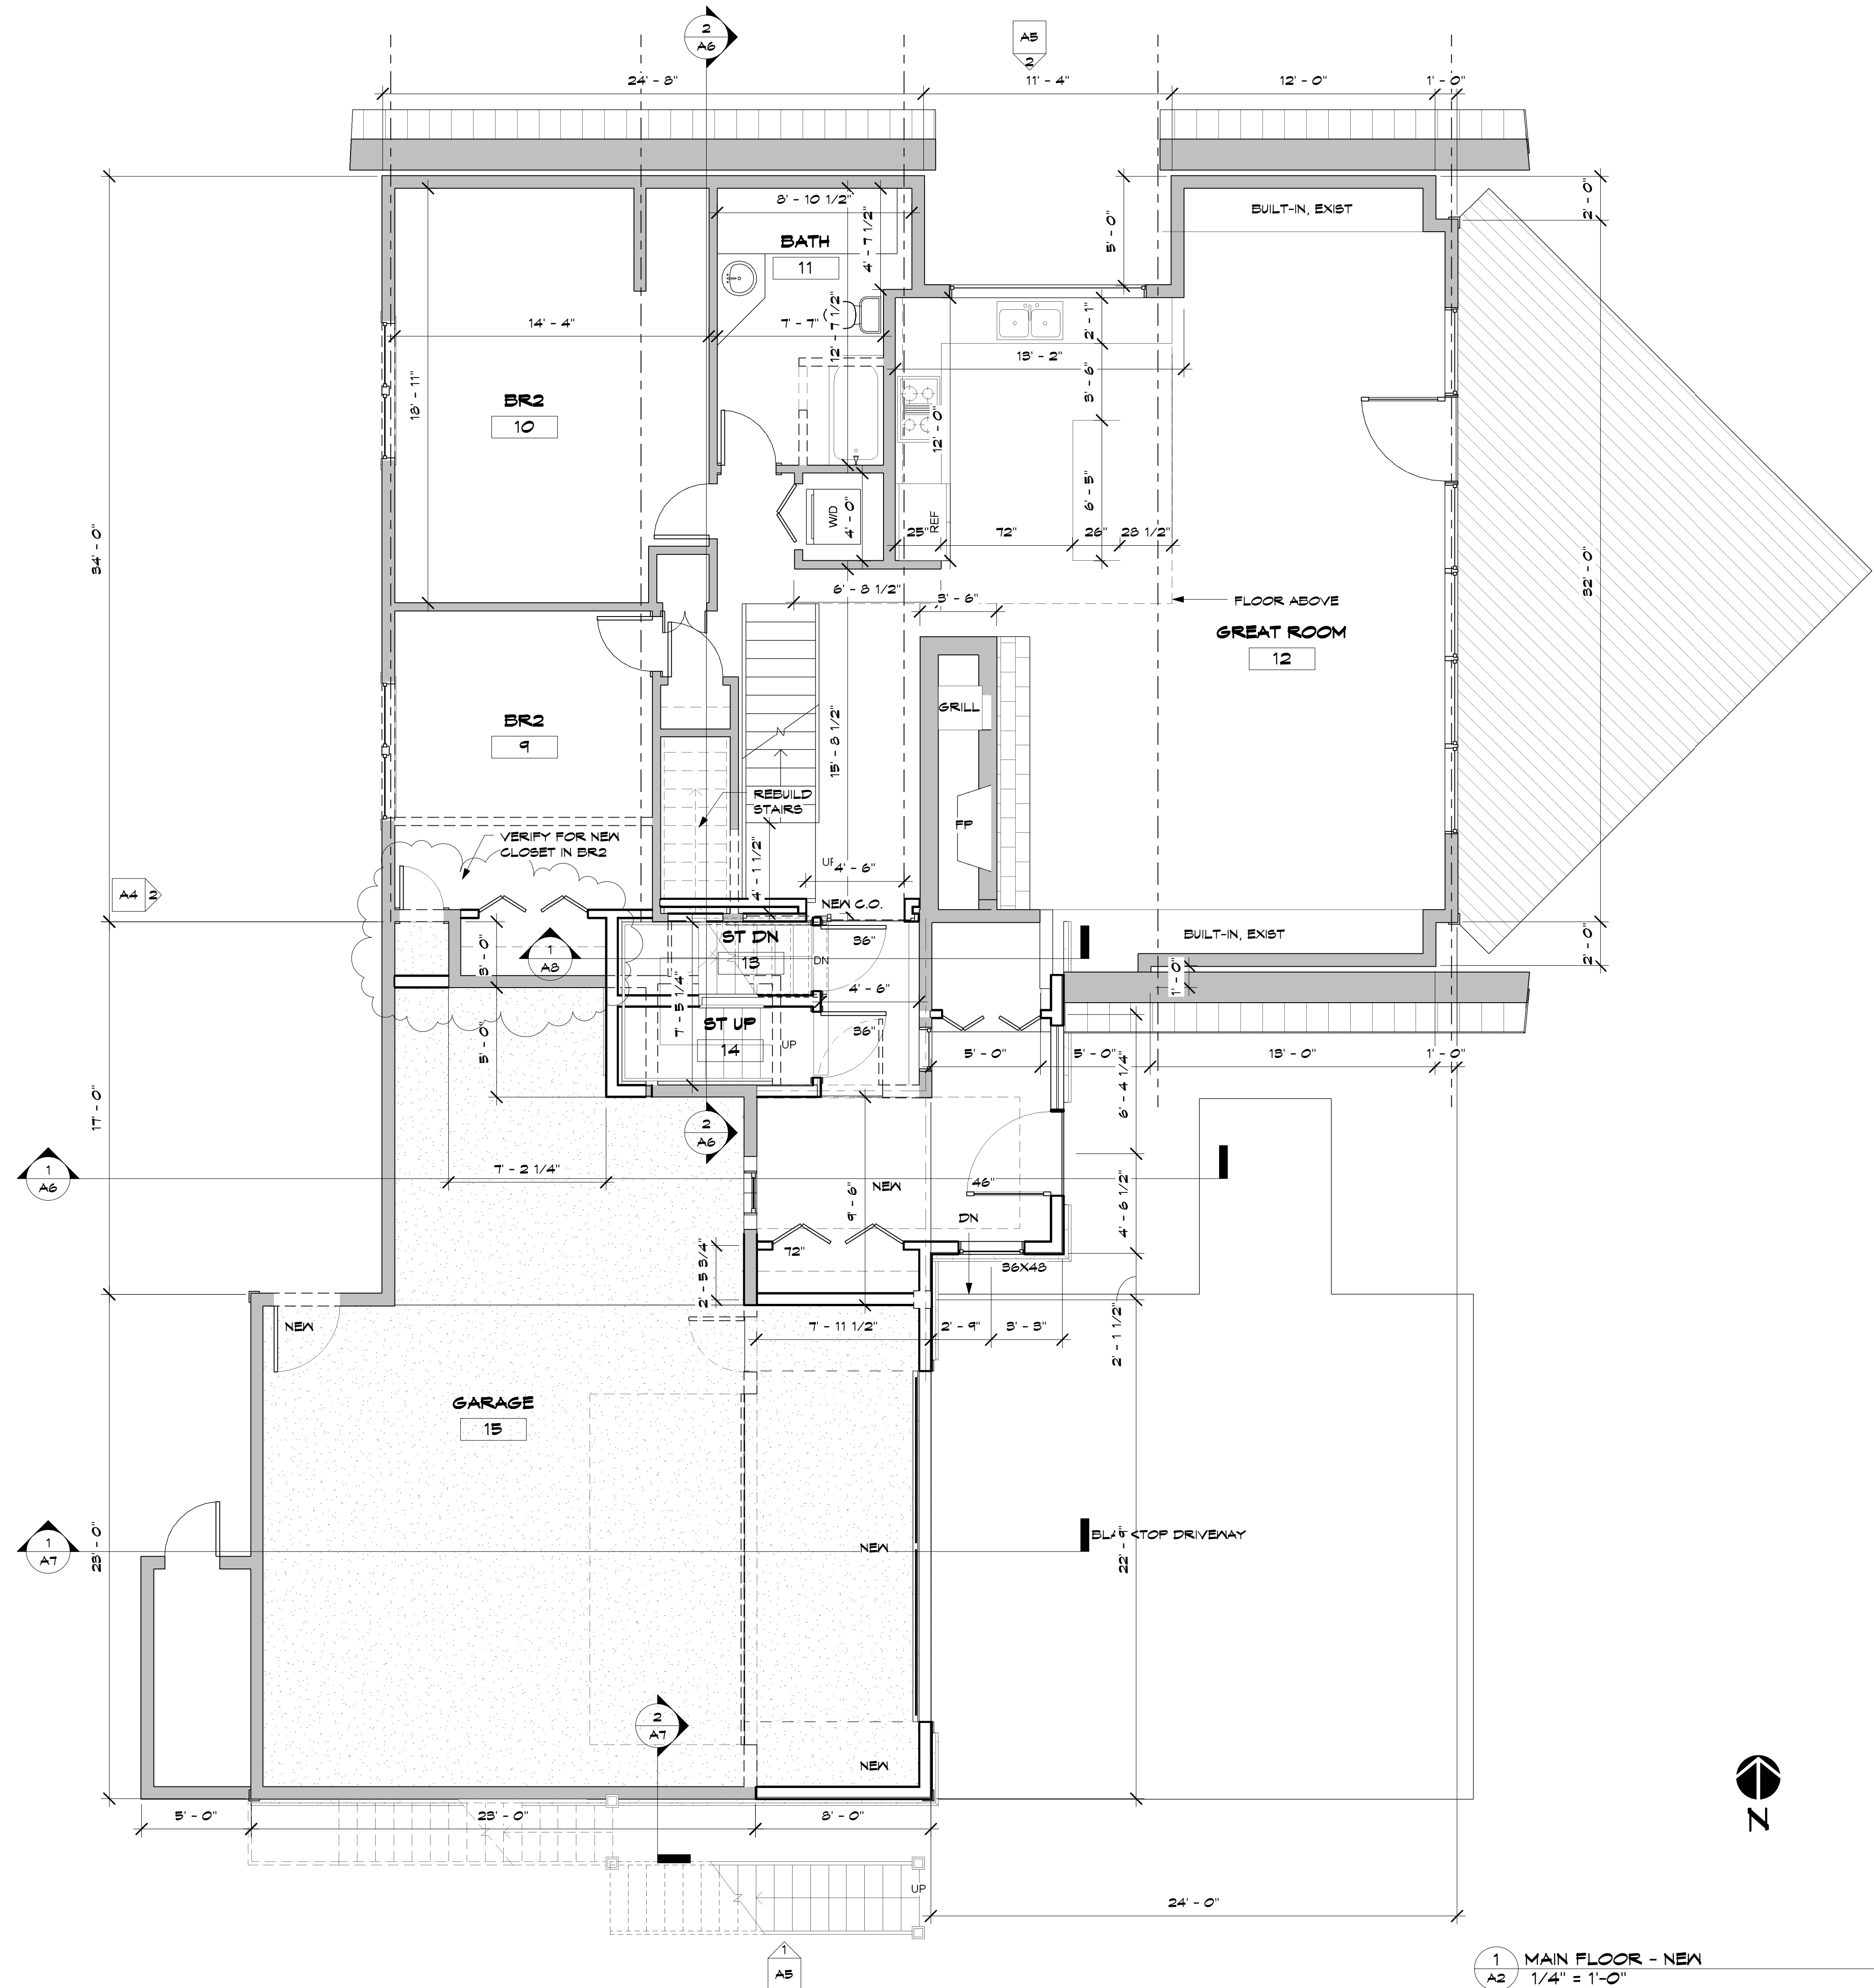 2
A6
A5
2
24' - 8"
11' - 4"
12' - 0"
1' - 0"
8' - 10 1/2"
BATH
11
4' - 7 1/2"
5' - 0"
BUILT-IN, EXIST
2' - 0"
14' - 4"
7' - 7"
12' - 7 1/2"
2' - 1"
13' - 2"
18' - 11"
3' - 6"
BR2
10
12' - 0"
6' - 5"
W/D
4' - 0"
REF
25"
72"
26"
28 1/2"
34' - 0"
32' - 0"
6' - 8 1/2"
3' - 6"
FLOOR ABOVE
GREAT ROOM
12
BR2
9
GRILL
15' - 8 1/2"
REBUILD
STAIRS
FP
VERIFY FOR NEW
CLOSET IN BR2
4' - 1 1/2"
UP
4' - 6"
A4
2
NEW C.O.
ST DN
13
36"
DN
BUILT-IN, EXIST
1
A8
3' - 0"
2' - 0"
1' - 0"
4' - 6"
7' - 5 1/4"
ST UP
14
36"
UP
5' - 0"
5' - 0"
5' - 0"
13' - 0"
1' - 0"
17' - 0"
6' - 4 1/4"
2
A6
1
A6
7' - 2 1/4"
9' - 6"
NEW
46"
DN
4' - 6 1/2"
72"
36X48
2' - 5 3/4"
NEW
7' - 11 1/2"
2' - 9"
3' - 3"
2' - 1 1/2"
GARAGE
15
1
A7
23' - 0"
NEW
BLACKTOP DRIVEWAY
22' - 9"
2
A7
NEW
5' - 0"
23' - 0"
8' - 0"
N
UP
24' - 0"
1
A5
1
A2
MAIN FLOOR - NEW
1/4" = 1'-0"